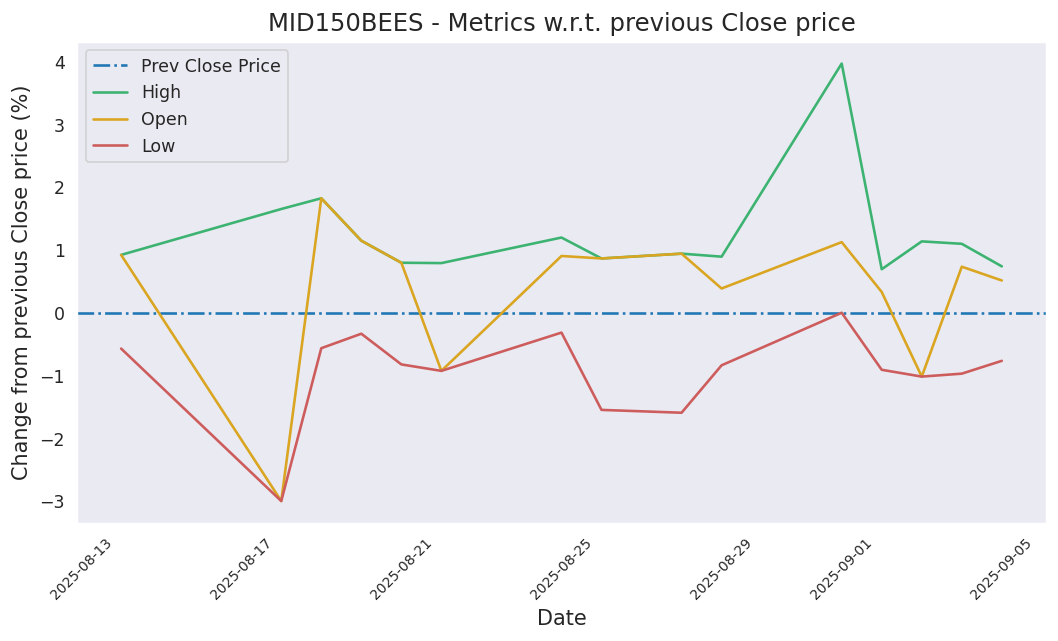 MID150BEES - Metrics w.r.t. previous Close price
Prev Close Price
High
Open
Low
Change from previous Close price (%)
4
3
2
1
0
−1
−2
−3
2025-08-13
2025-08-17
2025-08-21
2025-08-25
2025-08-29
2025-09-01
2025-09-05
Date